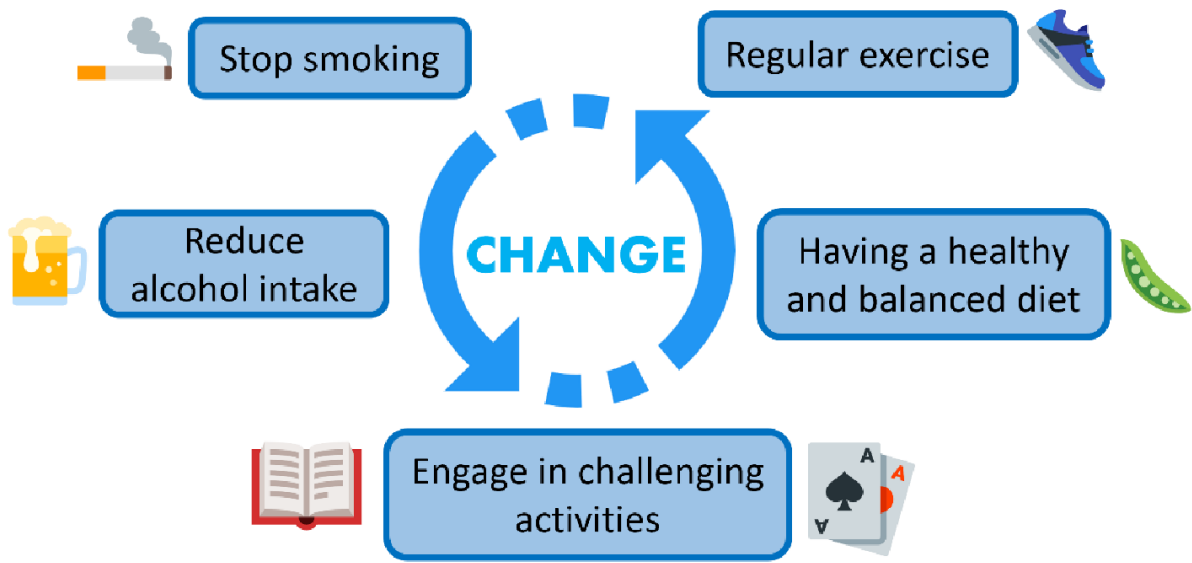 Stop smoking
Regular exercise
CHANGE
Reduce
alcohol intake
Having a healthy
and balanced diet
Engage in challenging
activities
A
A
A